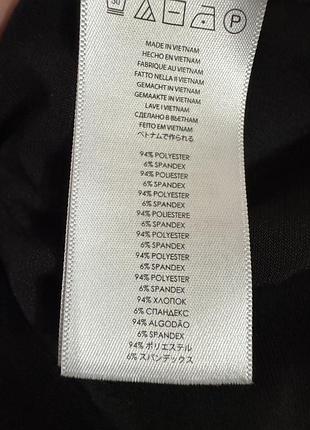 30
P
MADE IN VIETNAM
HECHO EN VIETNAM
FABRIQUE AU VIETNAM
FATTO NELLA II VIETNAM
GEMACHT IN VIETNAM
GEMAAKTE IN VIETNAM
LAVE I VIETNAM
СДЕЛАНО В ВЬЕТНАМ
FEITO EM VIETNAM
ベトナムで作る
94% POLYESTER
6% SPANDEX
94% POLIESTER
6% SPANDEX
94% POLYESTER
6% SPANDEX
94% POLIESTERE
6% SPANDEX
94% POLYESTER
6% SPANDEX
94% POLYESTER
6% SPANDEX
94% POLYESTER
6% SPANDEX
94% ХЛОПОК
6% СПАНДЕКС
94% ALGODÃO
6% SPANDEX
94% ポリエステル
6% スパンデックス